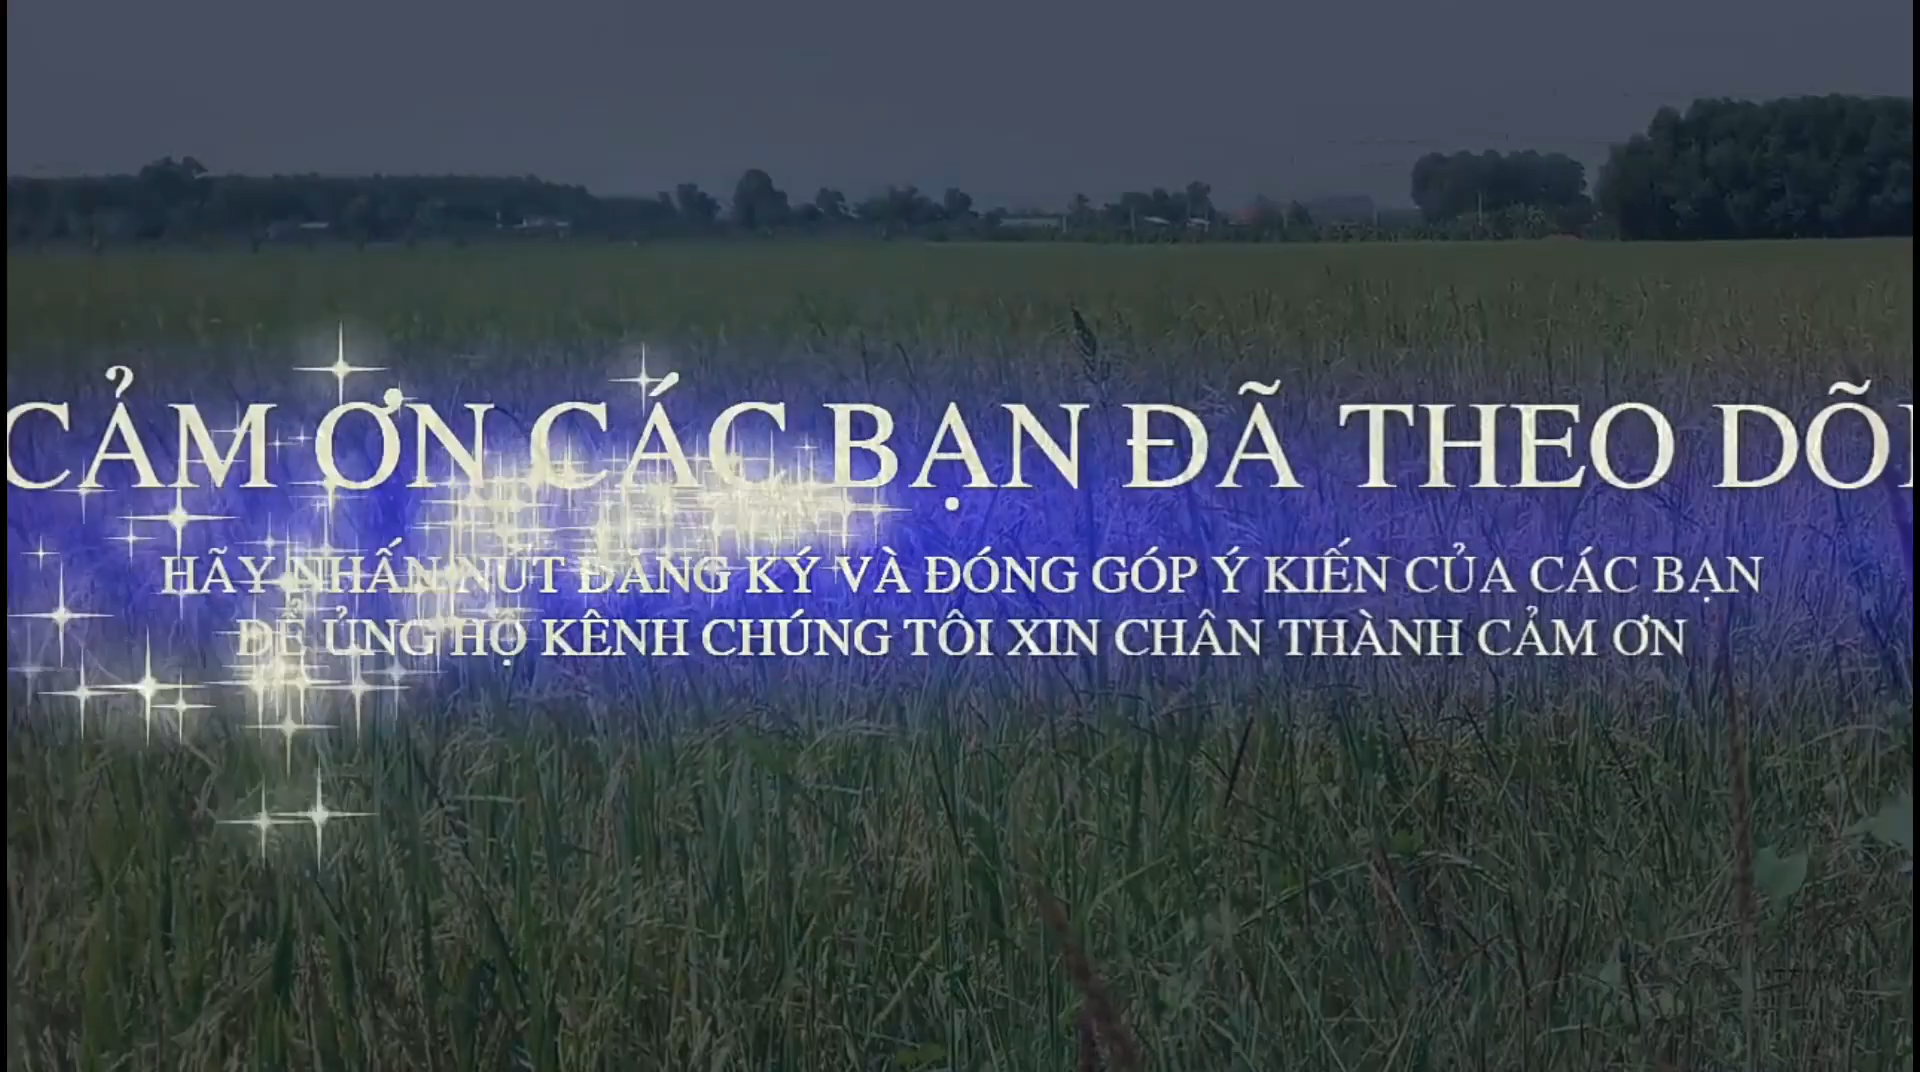 CẢM ƠN CÁC BẠN ĐÃ THEO DÕI
HÃY NHẤN NÚT ĐĂNG KÝ VÀ ĐÓNG GÓP Ý KIẾN CỦA CÁC BẠN
ĐỂ ỦNG HỘ KÊNH CHÚNG TÔI XIN CHÂN THÀNH CẢM ƠN